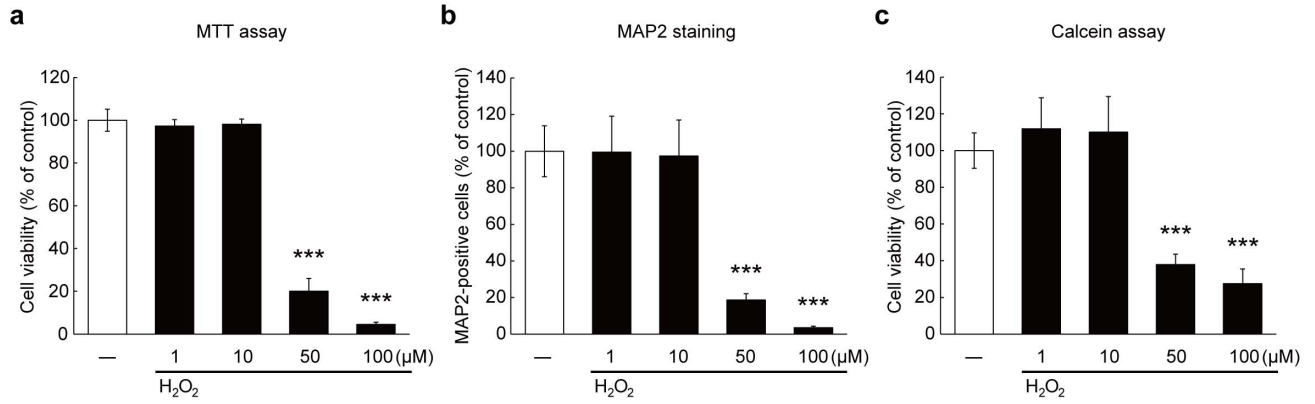 a
MTT assay
Cell viability (% of control)
120
100
80
60
40
20
0
***
***
— 1 10 50 100 (μM)
H₂O₂
b
MAP2 staining
MAP2-positive cells (% of control)
140
120
100
80
60
40
20
0
***
***
— 1 10 50 100 (μM)
H₂O₂
c
Calcein assay
Cell viability (% of control)
140
120
100
80
60
40
20
0
***
***
— 1 10 50 100 (μM)
H₂O₂